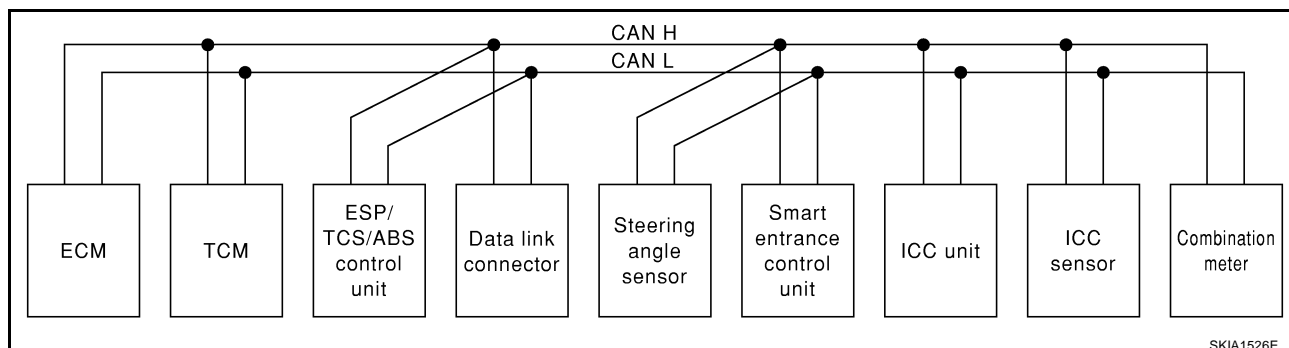 CAN H
CAN L
ECM
TCM
ESP/
TCS/ABS
control
unit
Data link
connector
Steering
angle
sensor
Smart
entrance
control
unit
ICC unit
ICC
sensor
Combination
meter
SKIA1526E